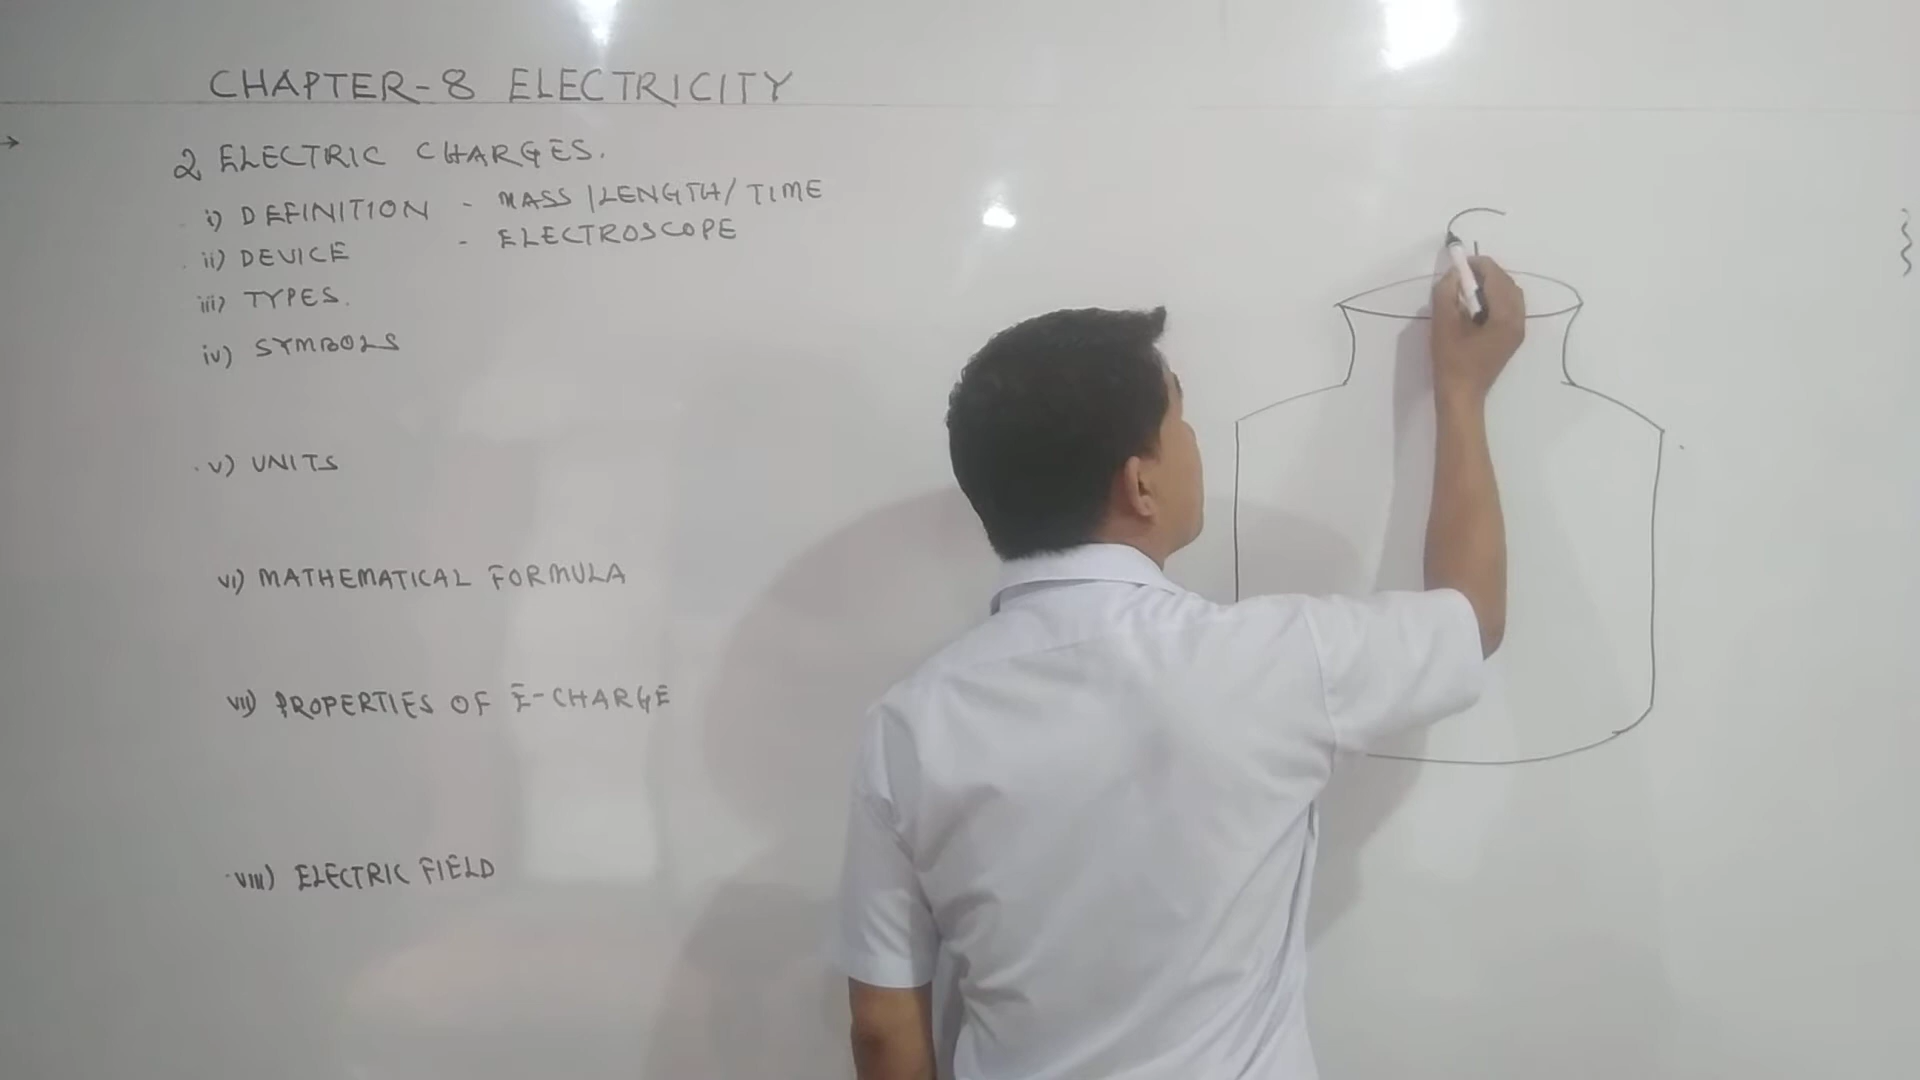 CHAPTER-8 ELECTRICITY
2 ELECTRIC CHARGES.
i) DEFINITION - MASS /LENGTH/ TIME
ii) DEVICE - ELECTROSCOPE
iii) TYPES.
iv) SYMBOLS
v) UNITS
vi) MATHEMATICAL FORMULA
vii) PROPERTIES OF E-CHARGE
viii) ELECTRIC FIELD